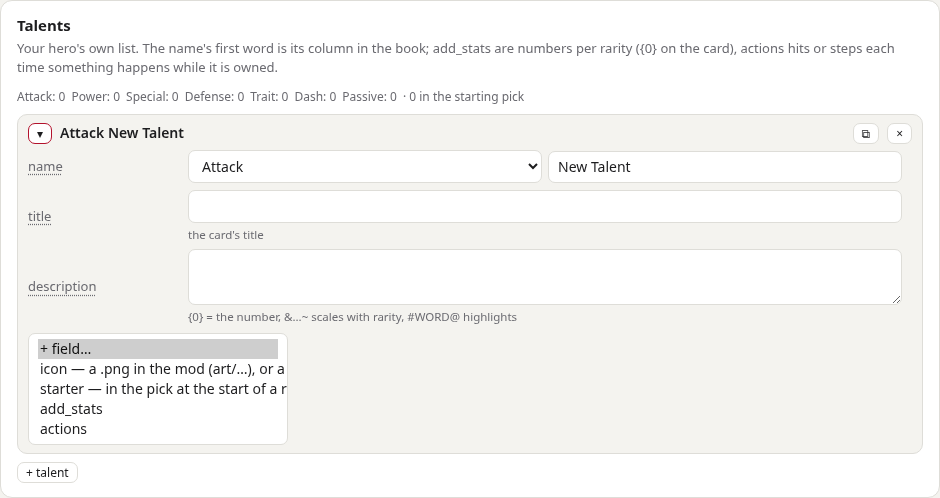 Talents
Your hero's own list. The name's first word is its column in the book; add_stats are numbers per rarity ({0} on the card), actions hits or steps each
time something happens while it is owned.
Attack: 0 Power: 0 Special: 0 Defense: 0 Trait: 0 Dash: 0 Passive: 0 · 0 in the starting pick
▾ Attack New Talent ⧉ ×
name Attack New Talent
title
the card's title
description
{0} = the number, &...~ scales with rarity, #WORD@ highlights
+ field...
icon — a .png in the mod (art/...), or a
starter — in the pick at the start of a r
add_stats
actions
+ talent